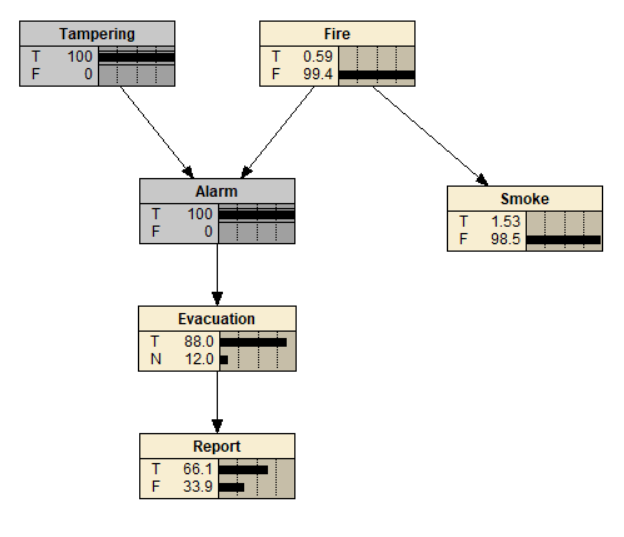 Tampering
T 100
F 0
Fire
T 0.59
F 99.4
Alarm
T 100
F 0
Smoke
T 1.53
F 98.5
Evacuation
T 88.0
N 12.0
Report
T 66.1
F 33.9